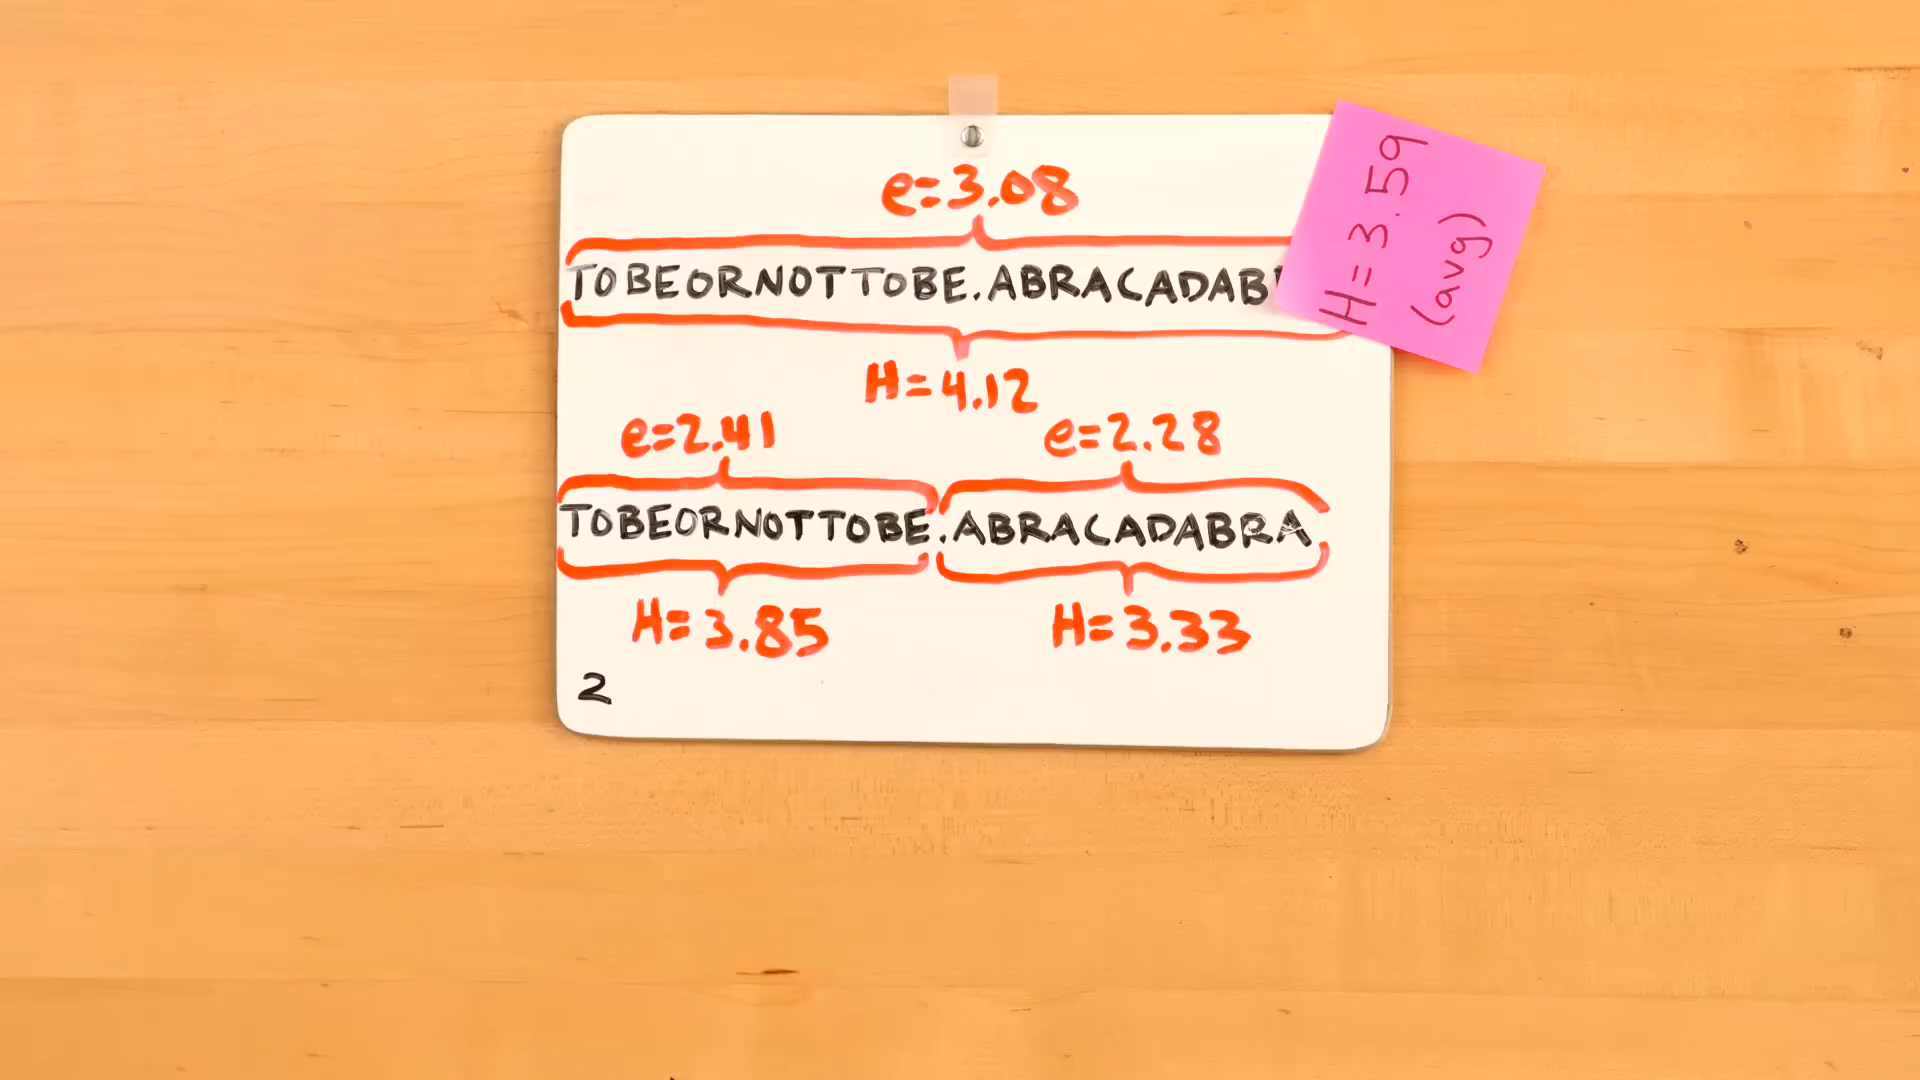 e=3.08
TOBEORNOTTOBE.ABRACADAB
H=4.12
e=2.41 e=2.28
TOBEORNOTTOBE.ABRACADABRA
H=3.85 H=3.33
2
H=3.59
(avg)